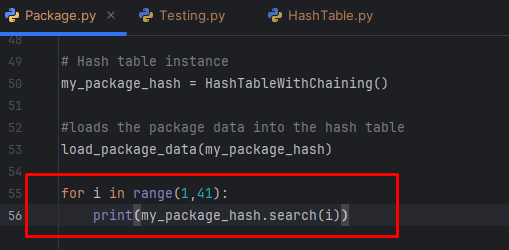 Package.py
Testing.py
HashTable.py
48
49 # Hash table instance
50 my_package_hash = HashTableWithChaining()
51
52 #loads the package data into the hash table
53 load_package_data(my_package_hash)
54
55 for i in range(1,41):
56 print(my_package_hash.search(i))